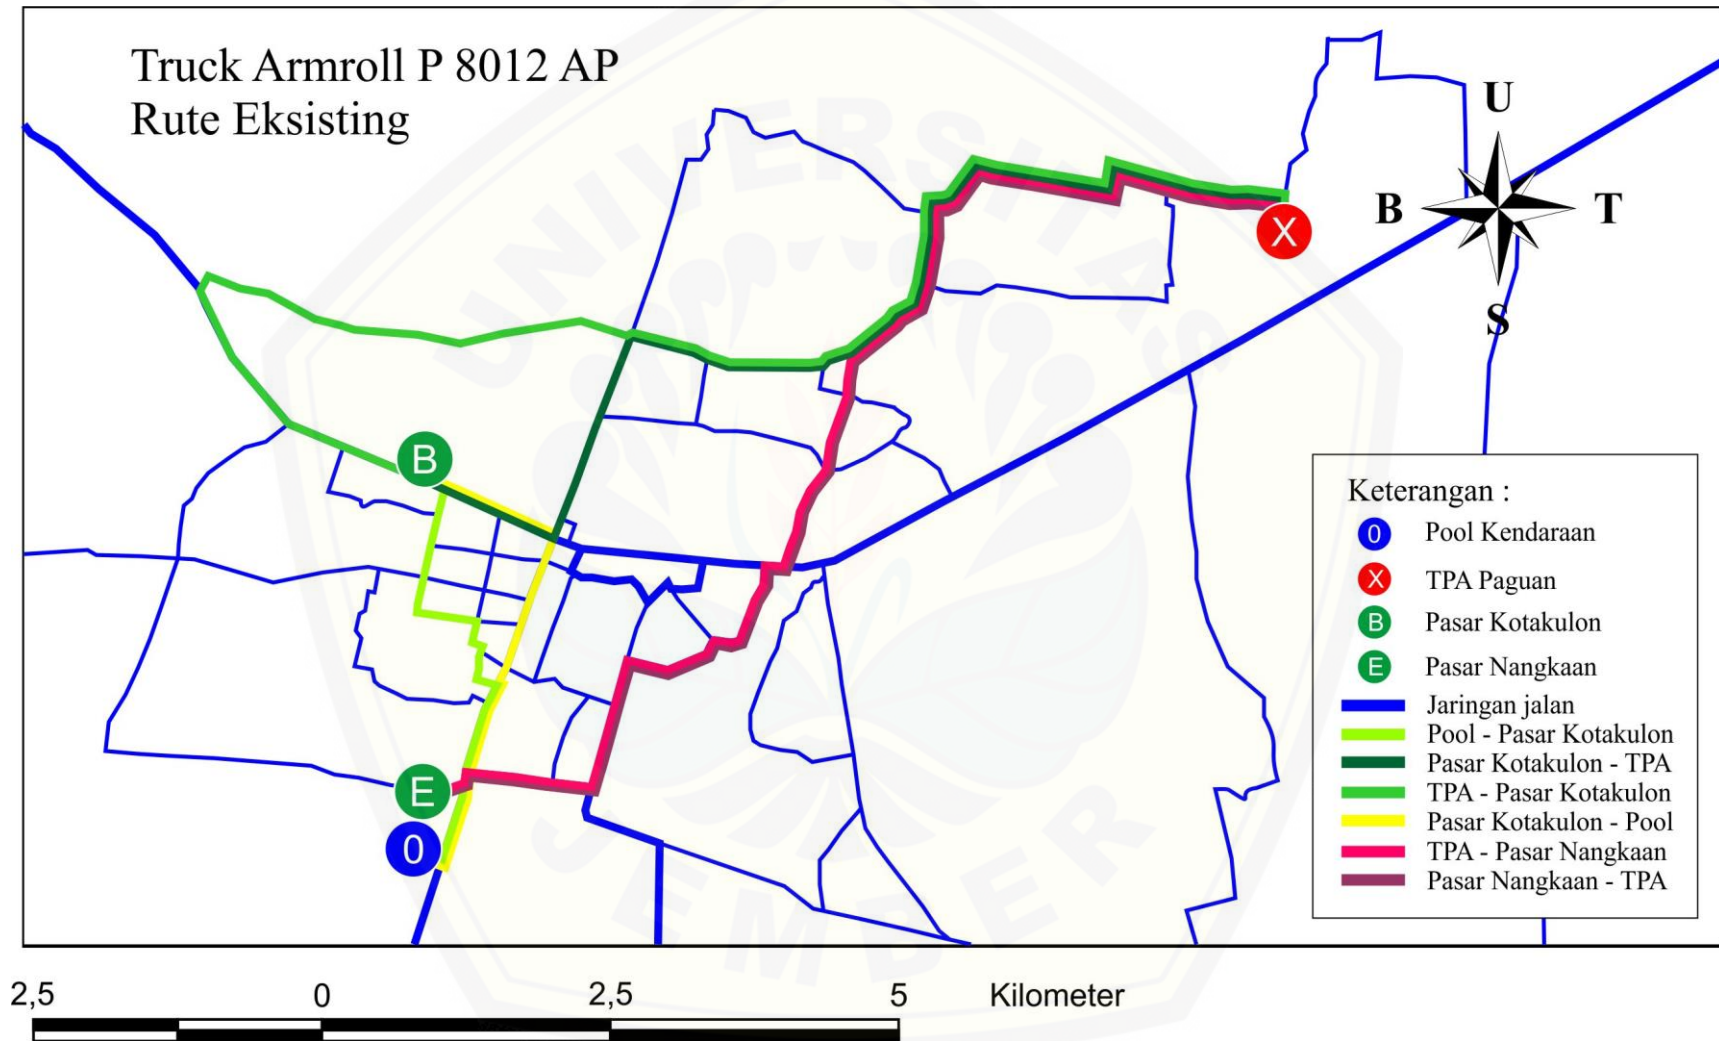 Truck Armroll P 8012 AP
Rute Eksisting
UNIVERSITAS
JEMBER
U
B
T
S
X
B
E
0
Keterangan :
0 Pool Kendaraan
X TPA Paguan
B Pasar Kotakulon
E Pasar Nangkaan
Jaringan jalan
Pool - Pasar Kotakulon
Pasar Kotakulon - TPA
TPA - Pasar Kotakulon
Pasar Kotakulon - Pool
TPA - Pasar Nangkaan
Pasar Nangkaan - TPA
2,5 0 2,5 5 Kilometer